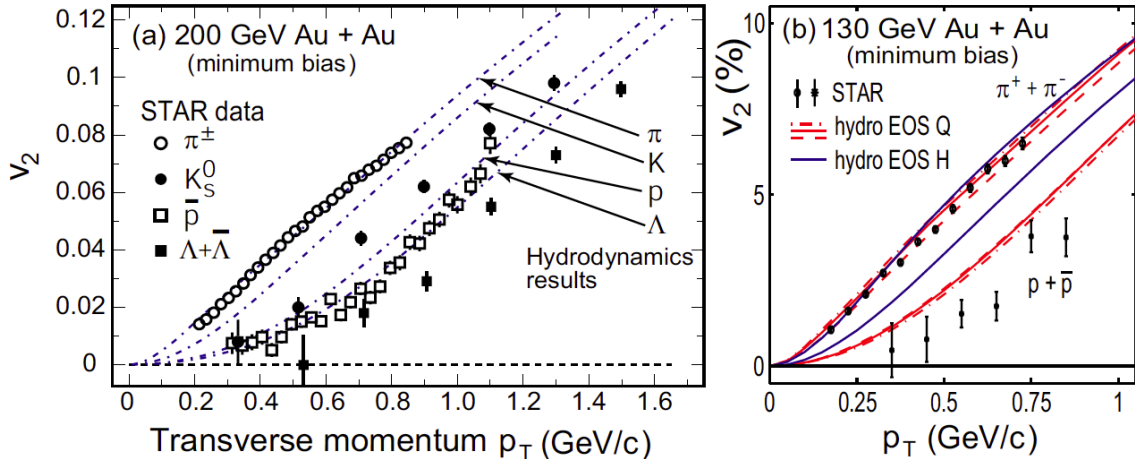 (a) 200 GeV Au + Au
(minimum bias)
STAR data
π±
K⁰S
p̄
Λ+Λ̄
π
K
p
Λ
Hydrodynamics
results
v₂
0.12
0.1
0.08
0.06
0.04
0.02
0
0 0.2 0.4 0.6 0.8 1.0 1.2 1.4 1.6
Transverse momentum pT (GeV/c)
(b) 130 GeV Au + Au
(minimum bias)
π⁺ + π⁻
STAR
hydro EOS Q
hydro EOS H
p + p̄
v₂ (%)
10
5
0
0 0.25 0.5 0.75 1
pT (GeV/c)